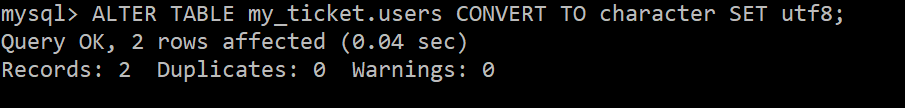 mysql> ALTER TABLE my_ticket.users CONVERT TO character SET utf8;
Query OK, 2 rows affected (0.04 sec)
Records: 2  Duplicates: 0  Warnings: 0